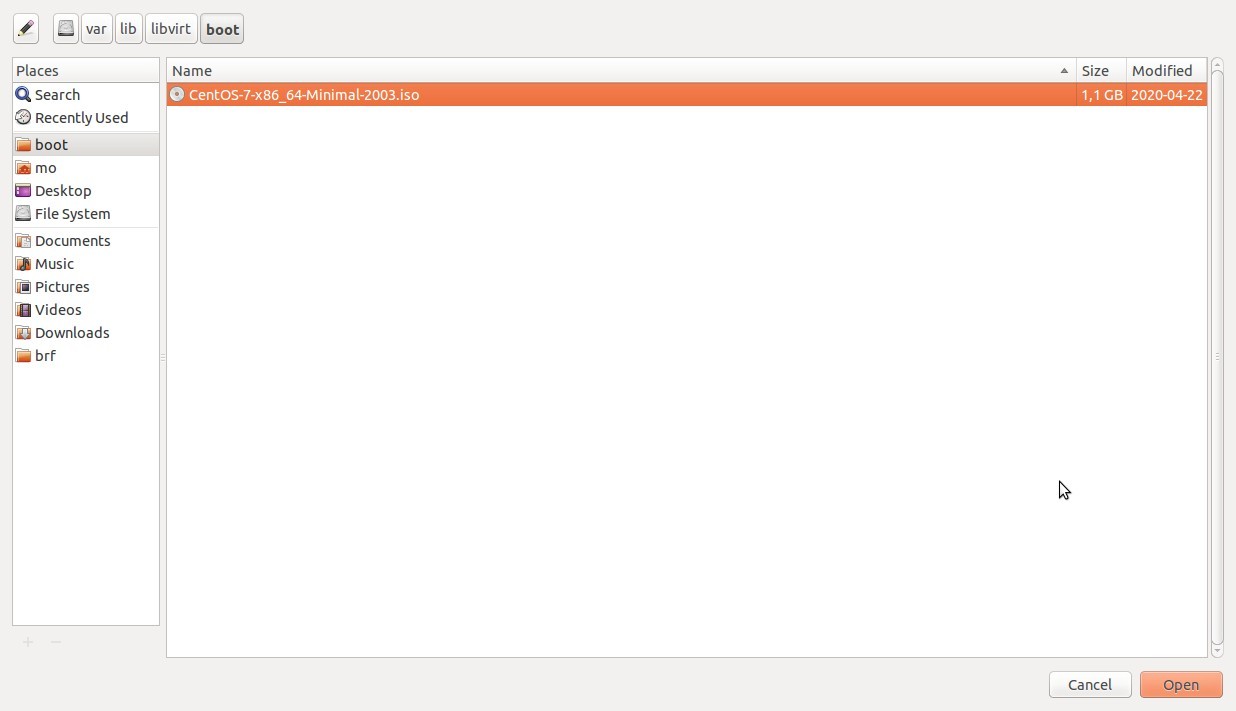 var lib libvirt boot
Places
Search
Recently Used
boot
mo
Desktop
File System
Documents
Music
Pictures
Videos
Downloads
brf
Name Size Modified
CentOS-7-x86_64-Minimal-2003.iso 1,1 GB 2020-04-22
Cancel Open